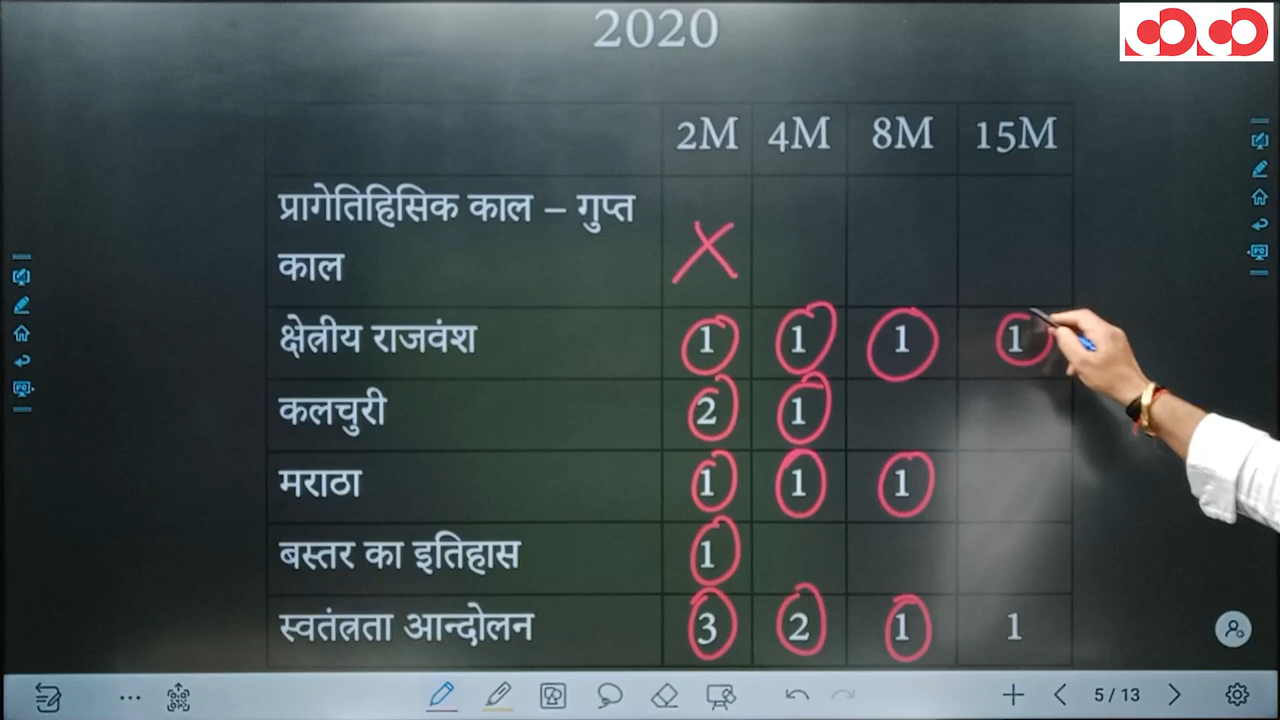 2020
2M 4M 8M 15M
प्रागेतिहिसिक काल – गुप्त
काल
क्षेत्रीय राजवंश 1 1 1 1
कलचुरी 2 1
मराठा 1 1 1
बस्तर का इतिहास 1
स्वतंत्रता आन्दोलन 3 2 1 1
5 / 13